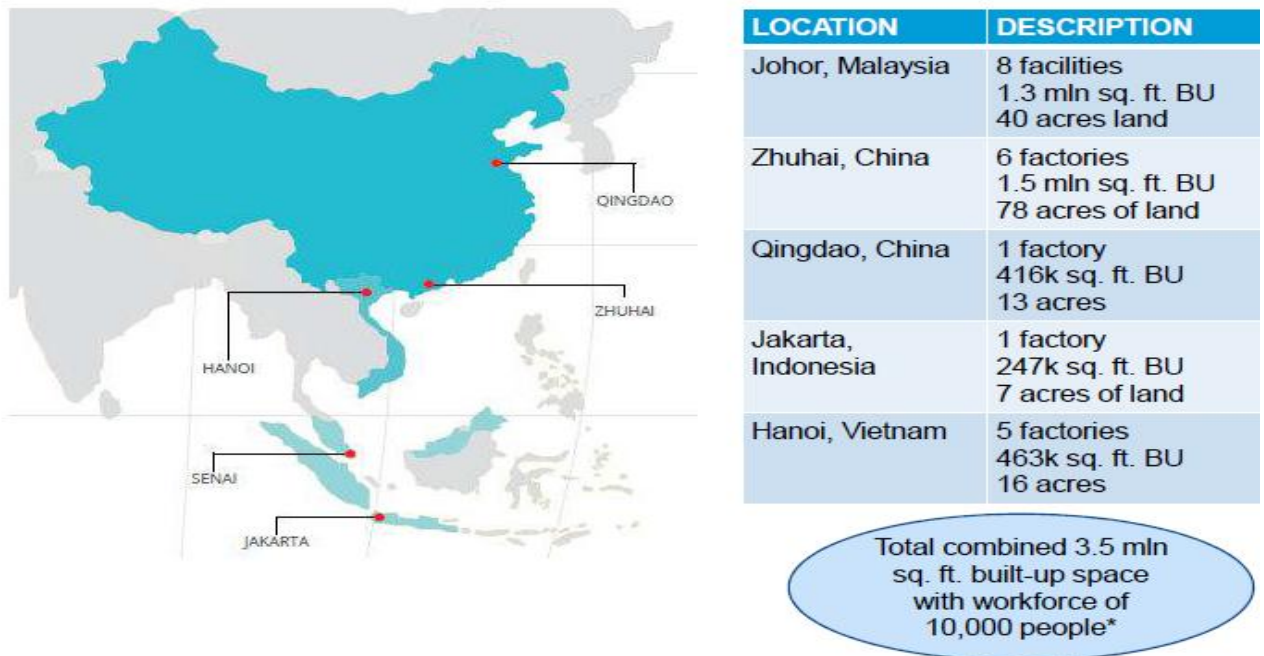 QINGDAO
ZHUHAI
HANOI
SENAI
JAKARTA
LOCATION DESCRIPTION
Johor, Malaysia 8 facilities
1.3 mln sq. ft. BU
40 acres land
Zhuhai, China 6 factories
1.5 mln sq. ft. BU
78 acres of land
Qingdao, China 1 factory
416k sq. ft. BU
13 acres
Jakarta, 1 factory
Indonesia 247k sq. ft. BU
7 acres of land
Hanoi, Vietnam 5 factories
463k sq. ft. BU
16 acres
Total combined 3.5 mln
sq. ft. built-up space
with workforce of
10,000 people*